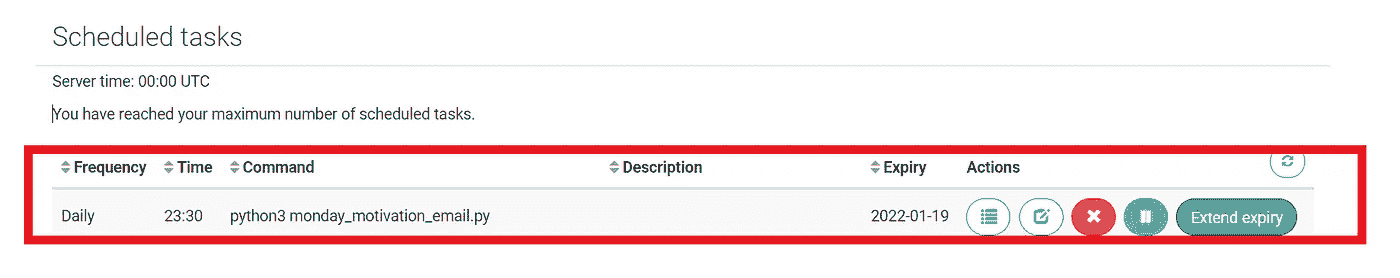 Scheduled tasks
Server time: 00:00 UTC
You have reached your maximum number of scheduled tasks.
Frequency Time Command Description Expiry Actions
Daily 23:30 python3 monday_motivation_email.py 2022-01-19 Extend expiry